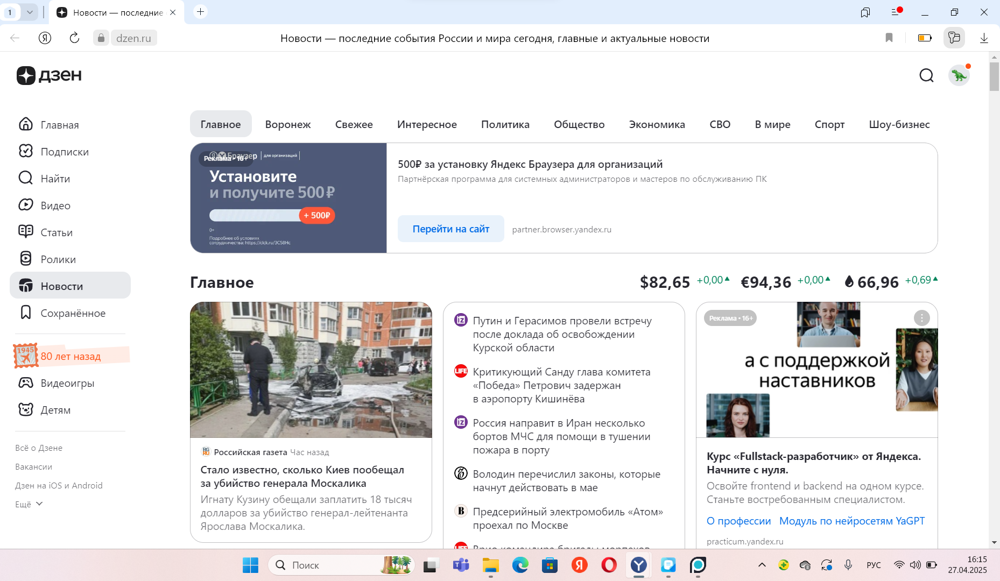 1
Новости — последние
dzen.ru
Новости — последние события России и мира сегодня, главные и актуальные новости
дзен
Главная
Подписки
Найти
Видео
Статьи
Ролики
Новости
Сохранённое
1945
80 лет назад
Видеоигры
Детям
Всё о Дзене
Вакансии
Дзен на iOS и Android
Ещё
Главное Воронеж Свежее Интересное Политика Общество Экономика СВО В мире Спорт Шоу-бизнес
Реклама • 16+
Браузер для организаций
Установите
и получите 500 ₽
+ 500₽
0+
Подробнее об условиях
сотрудничества: https://clck.ru/3C58Hc
500₽ за установку Яндекс Браузера для организаций
Партнёрская программа для системных администраторов и мастеров по обслуживанию ПК
Перейти на сайт
partner.browser.yandex.ru
Главное
$82,65 +0,00 €94,36 +0,00 66,96 +0,69
RG
RU
Российская газета Час назад
Стало известно, сколько Киев пообещал
за убийство генерала Москалика
Игнату Кузину обещали заплатить 18 тысяч
долларов за убийство генерал-лейтенанта
Ярослава Москалика.
iz
Путин и Герасимов провели встречу
после доклада об освобождении
Курской области
LIFE
Критикующий Санду глава комитета
«Победа» Петрович задержан
в аэропорту Кишинёва
iz
Россия направит в Иран несколько
бортов МЧС для помощи в тушении
пожара в порту
Володин перечислил законы, которые
начнут действовать в мае
В
Предсерийный электромобиль «Атом»
проехал по Москве
LIFE
Врио командира бригады морпехов
Реклама • 16+
а с поддержкой
наставников
Курс «Fullstack-разработчик» от Яндекса.
Начните с нуля.
Освойте frontend и backend на одном курсе.
Станьте востребованным специалистом.
О профессии Модуль по нейросетям YaGPT
practicum.yandex.ru
Поиск
РУС
16:15
27.04.2025